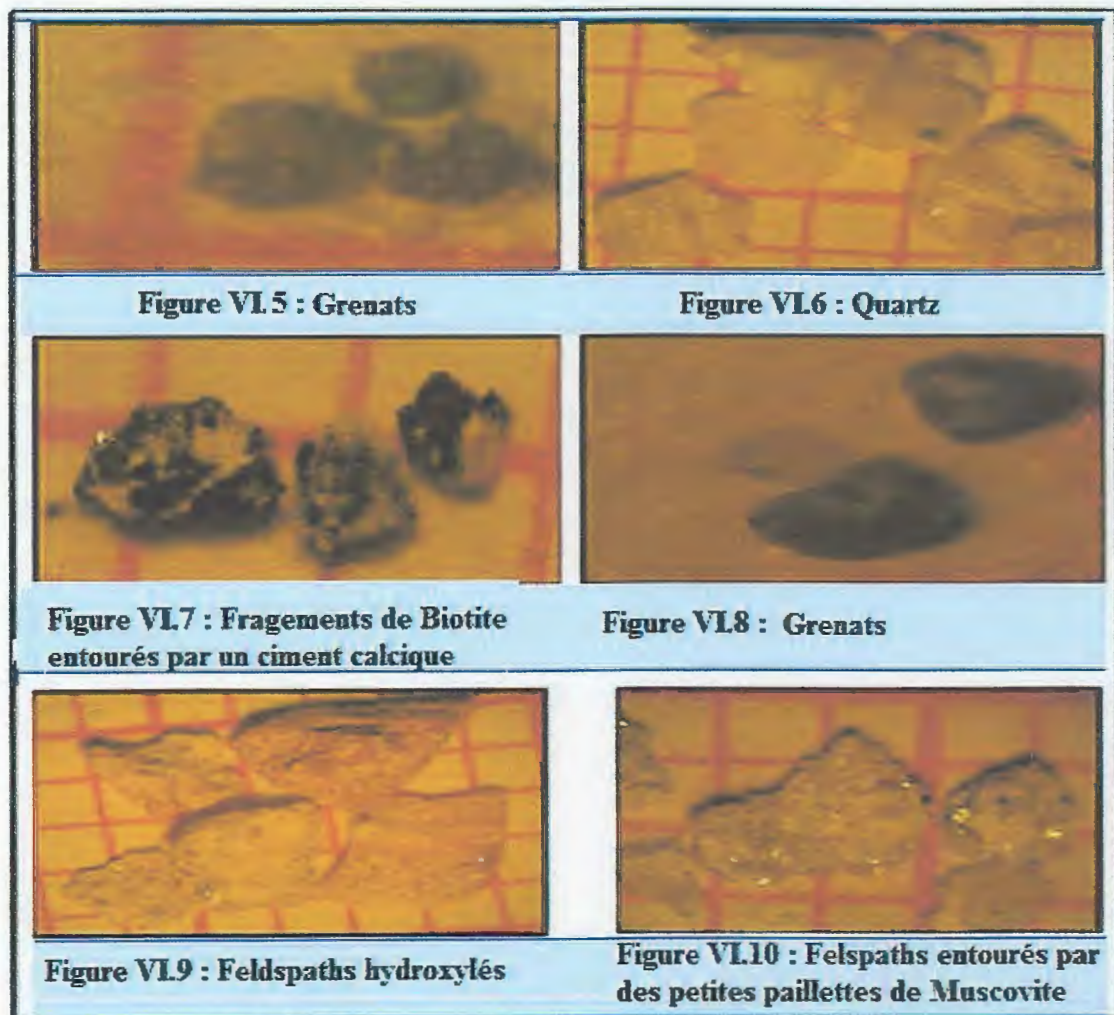 Figure VI.5 : Grenats
Figure VI.6 : Quartz
Figure VI.7 : Fragements de Biotite
entourés par un ciment calcique
Figure VI.8 : Grenats
Figure VI.9 : Feldspaths hydroxylés
Figure VI.10 : Felspaths entourés par
des petites paillettes de Muscovite